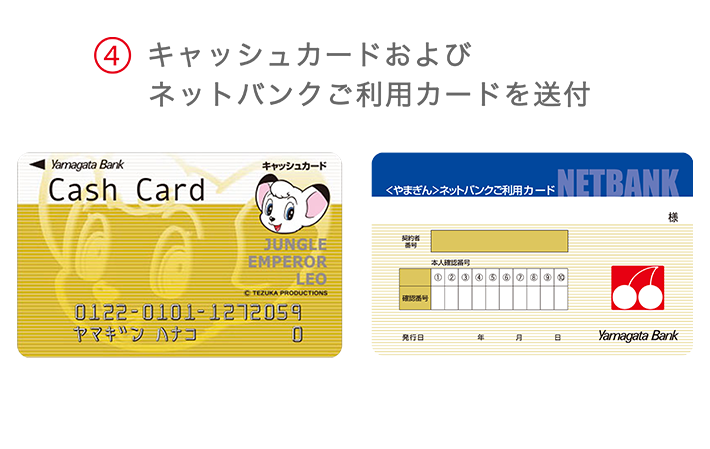 ④ キャッシュカードおよび
ネットバンクご利用カードを送付
Yamagata Bank キャッシュカード
Cash Card
JUNGLE
EMPEROR
LEO
© TEZUKA PRODUCTIONS
0122-0101-1272059
ヤマギン ハナコ 0
<やまぎん>ネットバンクご利用カード NETBANK
様
契約者
番号
本人確認番号
① ② ③ ④ ⑤ ⑥ ⑦ ⑧ ⑨ ⑩
確認番号
発行日 年 月 日
Yamagata Bank